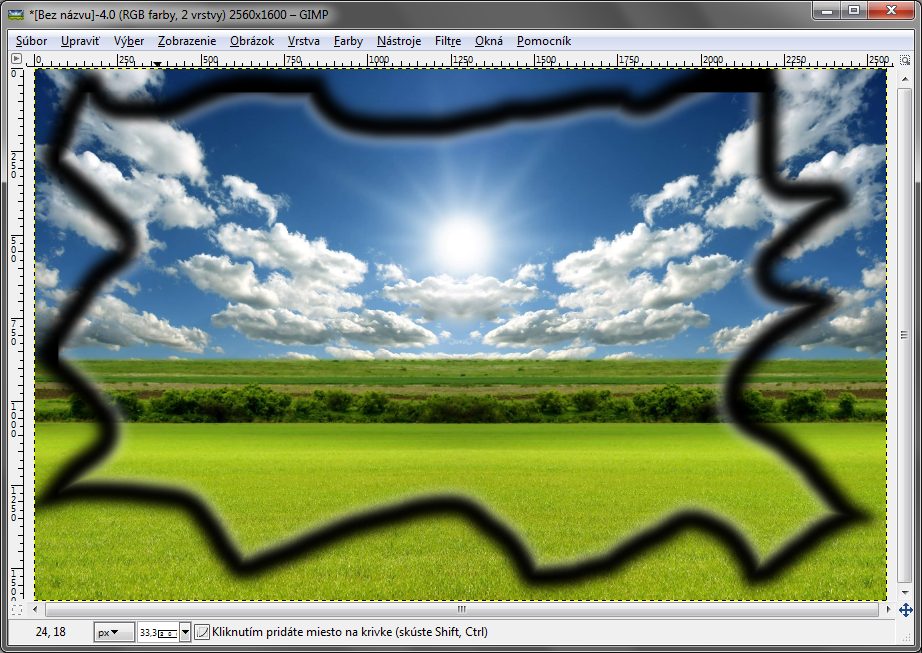 *[Bez názvu]-4.0 (RGB farby, 2 vrstvy) 2560x1600 – GIMP
Súbor Upraviť Výber Zobrazenie Obrázok Vrstva Farby Nástroje Filtre Okná Pomocník
0 250 500 750 1000 1250 1500 1750 2000 2250 2500
0
250
500
750
1000
1250
1500
24, 18 px 33,3 Kliknutím pridáte miesto na krivke (skúste Shift, Ctrl)